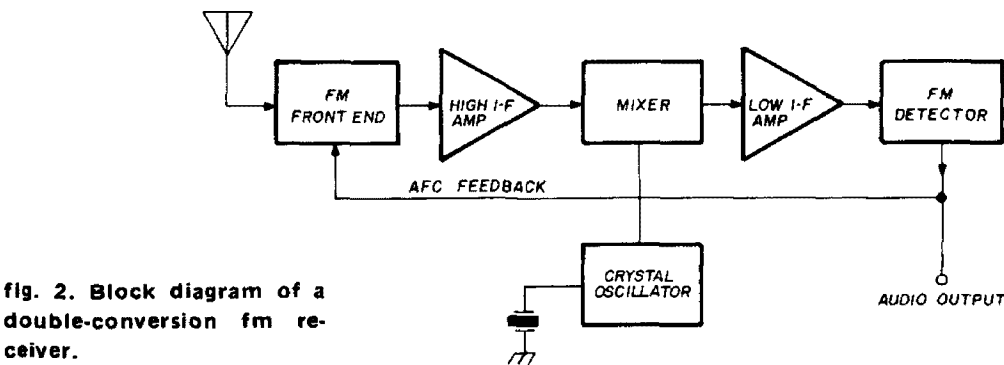 FM
FRONT END
HIGH I-F
AMP
MIXER
LOW I-F
AMP
FM
DETECTOR
AFC FEEDBACK
CRYSTAL
OSCILLATOR
AUDIO OUTPUT
fig. 2. Block diagram of a
double-conversion fm re-
ceiver.